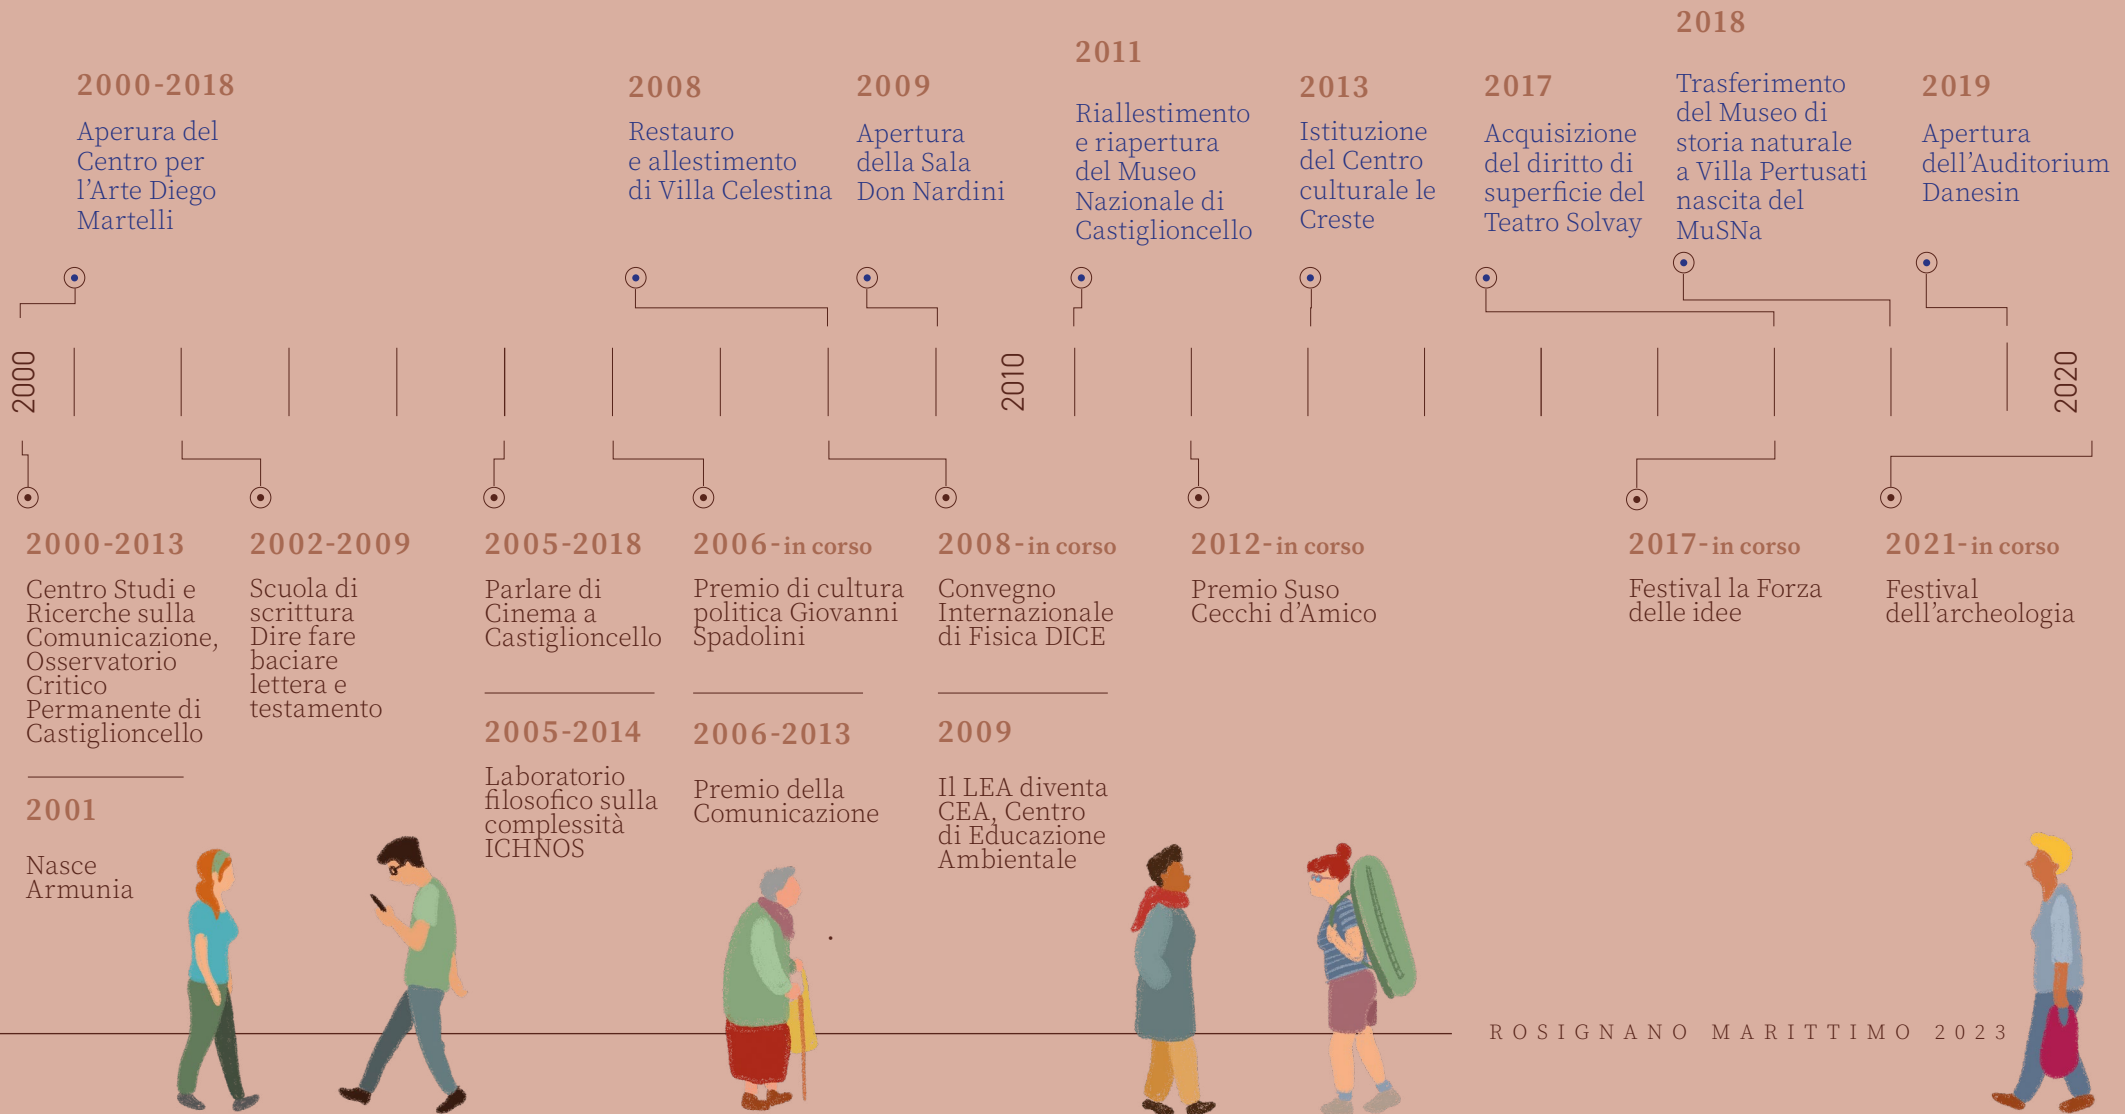 2000-2018
Aperura del
Centro per
l’Arte Diego
Martelli
2008
Restauro
e allestimento
di Villa Celestina
2009
Apertura
della Sala
Don Nardini
2011
Riallestimento
e riapertura
del Museo
Nazionale di
Castiglioncello
2013
Istituzione
del Centro
culturale le
Creste
2017
Acquisizione
del diritto di
superficie del
Teatro Solvay
2018
Trasferimento
del Museo di
storia naturale
a Villa Pertusati
nascita del
MuSNa
2019
Apertura
dell’Auditorium
Danesin
2000
2010
2020
2000-2013
Centro Studi e
Ricerche sulla
Comunicazione,
Osservatorio
Critico
Permanente di
Castiglioncello
2001
Nasce
Armunia
2002-2009
Scuola di
scrittura
Dire fare
baciare
lettera e
testamento
2005-2018
Parlare di
Cinema a
Castiglioncello
2005-2014
Laboratorio
filosofico sulla
complessità
ICHNOS
2006-in corso
Premio di cultura
politica Giovanni
Spadolini
2006-2013
Premio della
Comunicazione
2008-in corso
Convegno
Internazionale
di Fisica DICE
2009
Il LEA diventa
CEA, Centro
di Educazione
Ambientale
2012-in corso
Premio Suso
Cecchi d’Amico
2017-in corso
Festival la Forza
delle idee
2021-in corso
Festival
dell’archeologia
ROSIGNANO MARITTIMO 2023